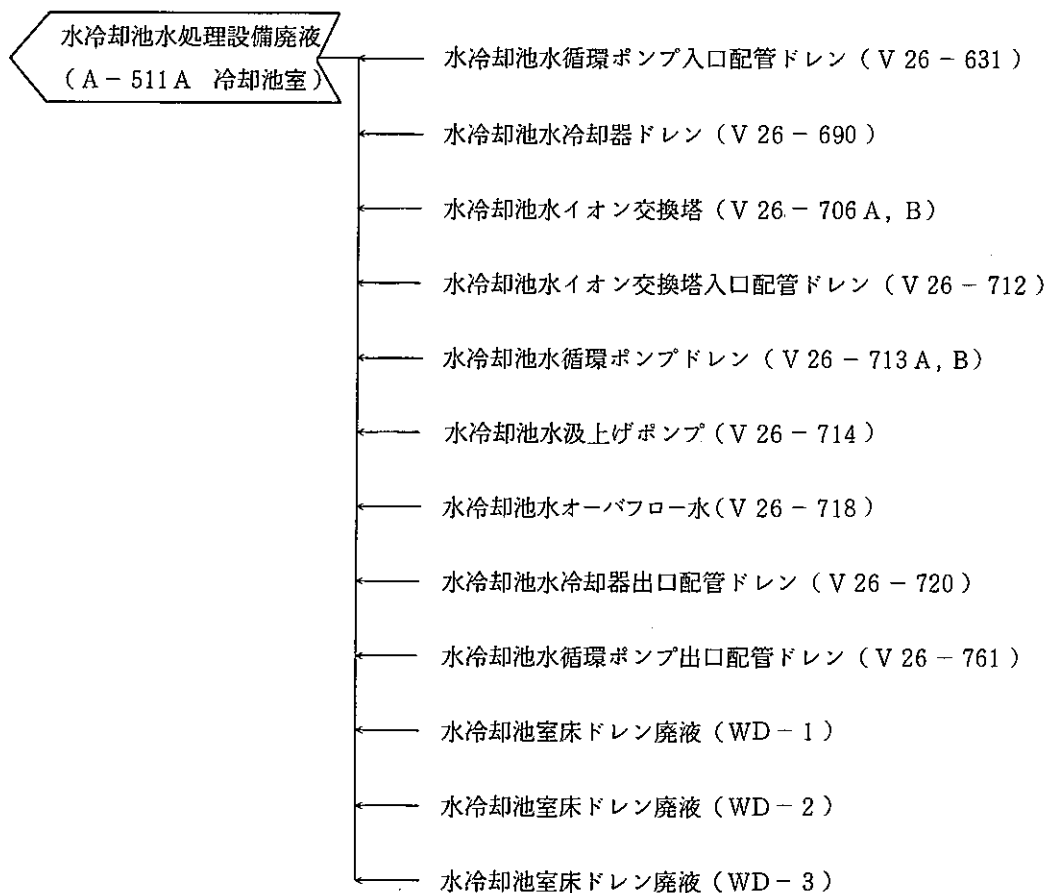 水冷却池水処理設備廃液
(A-511A 冷却池室)
水冷却池水循環ポンプ入口配管ドレン(V26-631)
水冷却池水冷却器ドレン(V26-690)
水冷却池水イオン交換塔(V26-706A, B)
水冷却池水イオン交換塔入口配管ドレン(V26-712)
水冷却池水循環ポンプドレン(V26-713A, B)
水冷却池水汲上げポンプ(V26-714)
水冷却池水オーバフロー水(V26-718)
水冷却池水冷却器出口配管ドレン(V26-720)
水冷却池水循環ポンプ出口配管ドレン(V26-761)
水冷却池室床ドレン廃液(WD-1)
水冷却池室床ドレン廃液(WD-2)
水冷却池室床ドレン廃液(WD-3)